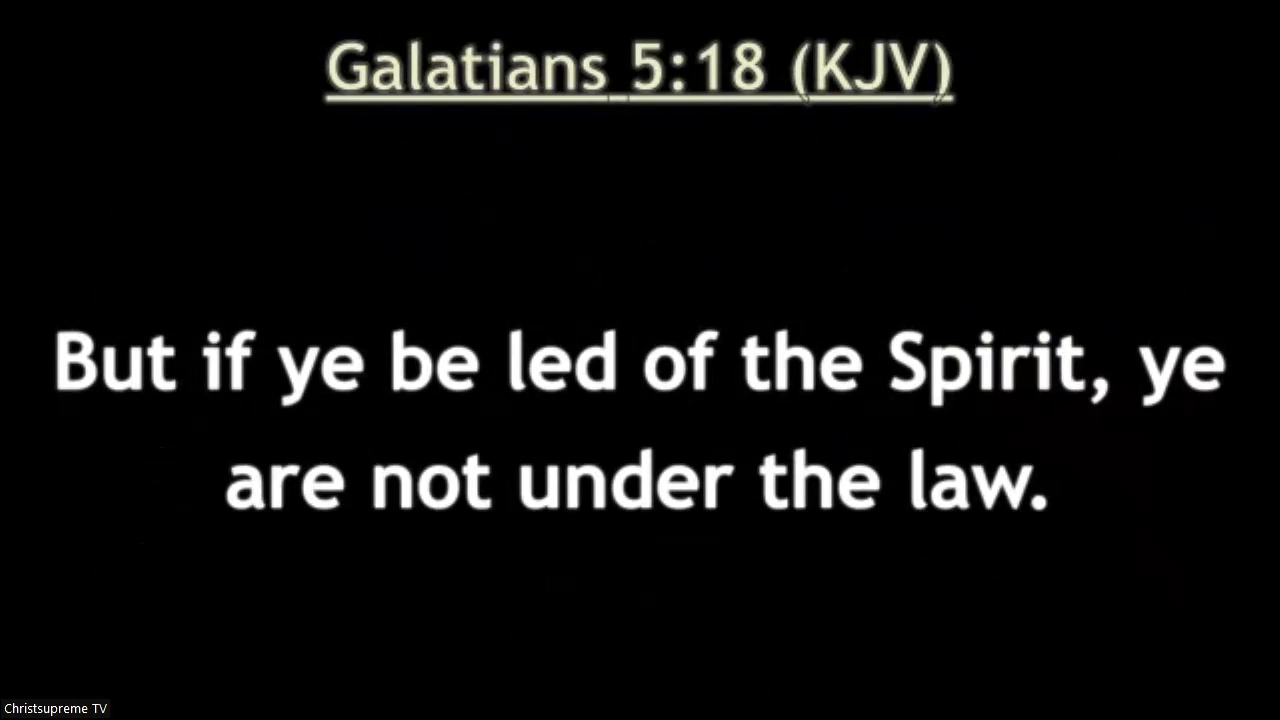 Galatians 5:18 (KJV)
But if ye be led of the Spirit, ye
are not under the law.
Christsupreme TV